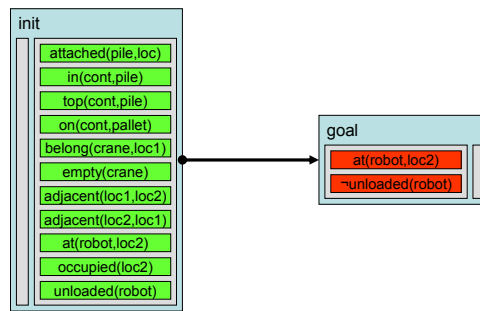 init
attached(pile,loc)
in(cont,pile)
top(cont,pile)
on(cont,pallet)
belong(crane,loc1)
empty(crane)
adjacent(loc1,loc2)
adjacent(loc2,loc1)
at(robot,loc2)
occupied(loc2)
unloaded(robot)
goal
at(robot,loc2)
¬unloaded(robot)